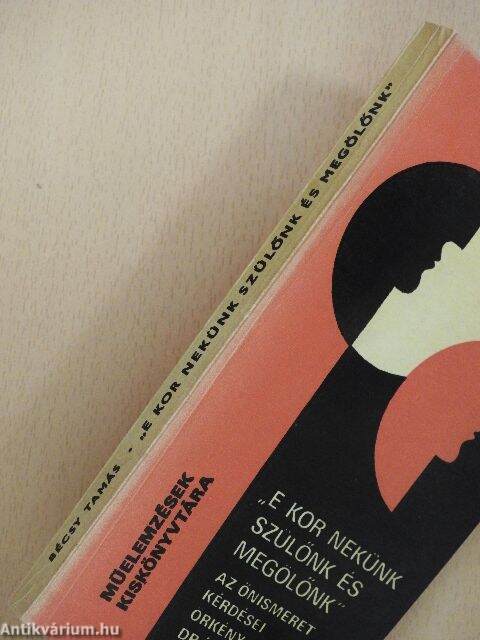 BÉCSY TAMÁS • „E KOR NEKÜNK SZÜLŐNK ÉS MEGÖLŐNK”
MŰELEMZÉSEK
KISKÖNYVTÁRA
„E KOR NEKÜNK
SZÜLŐNK ÉS
MEGÖLŐNK”
AZ ÖNISMERET
KÉRDÉSEI
ÖRKÉNY
Antikvárium.hu